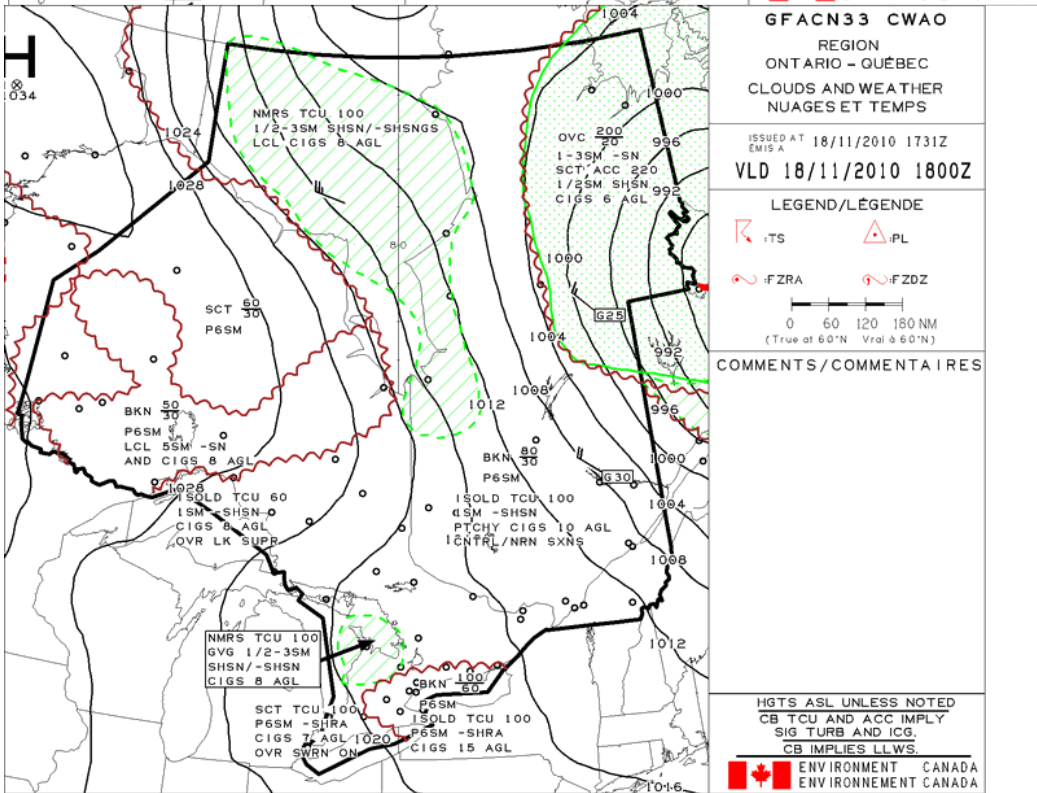 1004
H
1034
NMRS TCU 100
1/2-3SM SHSN/-SHSNGS
LCL CIGS 8 AGL
1024
1028
1000
OVC 200
20
1-3SM -SN
SCT ACC 220
1/2SM SHSN
CIGS 6 AGL
996
992
80
1000
SCT 60
30
P6SM
G25
1004
992
1008
1012
996
BKN 50
30
P6SM
LCL 5SM -SN
AND CIGS 8 AGL
BKN 80
30
P6SM
1000
G30
1028
ISOLD TCU 60
1SM -SHSN
CIGS 8 AGL
OVR LK SUPR
ISOLD TCU 100
1SM -SHSN
PTCHY CIGS 10 AGL
CNTRL/NRN SXNS
1004
1008
1012
NMRS TCU 100
GVG 1/2-3SM
SHSN/-SHSN
CIGS 8 AGL
BKN 100
60
P6SM
ISOLD TCU 100
P6SM -SHRA
CIGS 15 AGL
SCT TCU 100
P6SM -SHRA
CIGS 7 AGL
OVR SWRN ON
1020
1016
GFACN33 CWAO
REGION
ONTARIO - QUÉBEC
CLOUDS AND WEATHER
NUAGES ET TEMPS
ISSUED AT 18/11/2010 1731Z
ÉMIS A
VLD 18/11/2010 1800Z
LEGEND/LÉGENDE
:TS
:PL
:FZRA
:FZDZ
0 60 120 180 NM
(True at 60°N Vrai à 60°N)
COMMENTS/COMMENTAIRES
HGTS ASL UNLESS NOTED
CB TCU AND ACC IMPLY
SIG TURB AND ICG.
CB IMPLIES LLWS.
ENVIRONMENT CANADA
ENVIRONNEMENT CANADA